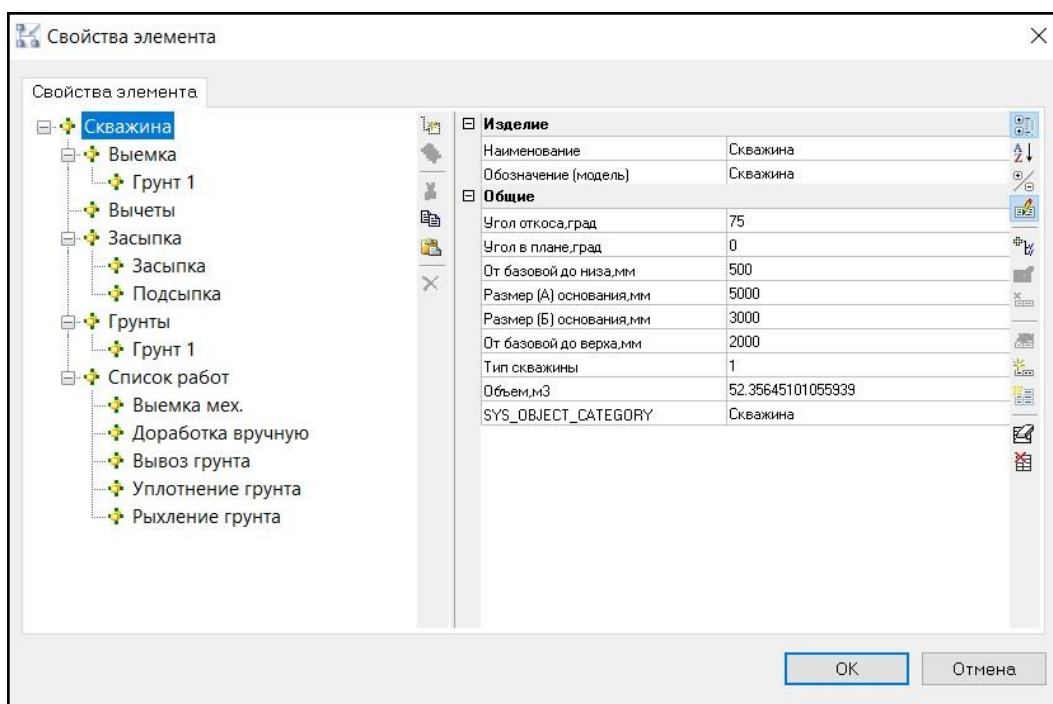 Свойства элемента
Свойства элемента
Скважина
Выемка
Грунт 1
Вычеты
Засыпка
Засыпка
Подсыпка
Грунты
Грунт 1
Список работ
Выемка мех.
Доработка вручную
Вывоз грунта
Уплотнение грунта
Рыхление грунта
Изделие
Наименование Скважина
Обозначение (модель) Скважина
Общие
Угол откоса,град 75
Угол в плане,град 0
От базовой до низа,мм 500
Размер (А) основания,мм 5000
Размер (Б) основания,мм 3000
От базовой до верха,мм 2000
Тип скважины 1
Объем,м3 52.35645101055939
SYS_OBJECT_CATEGORY Скважина
OK Отмена